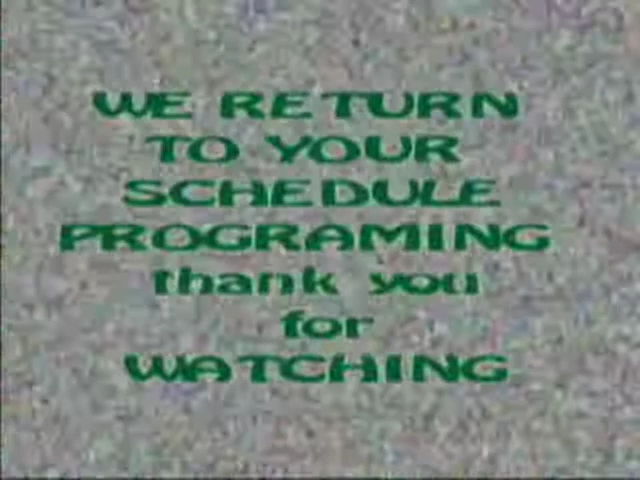 WE RETURN
TO YOUR
SCHEDULE
PROGRAMING
thank you
for
WATCHING